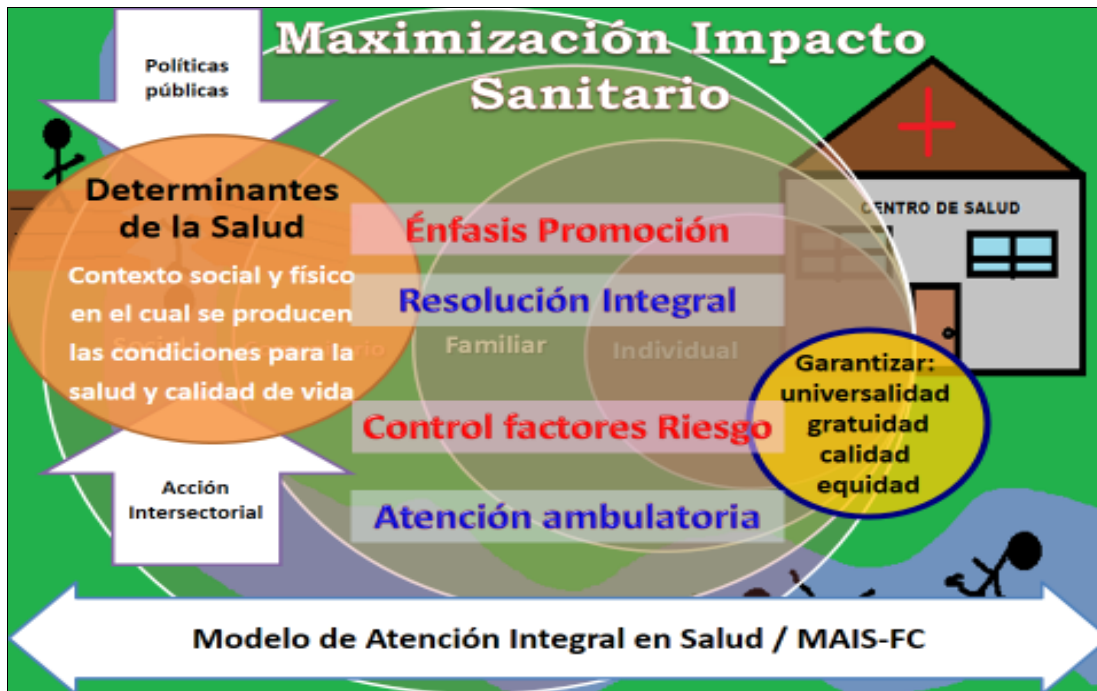 Maximización Impacto
Sanitario
Políticas
públicas
Determinantes
de la Salud
Contexto social y físico
en el cual se producen
las condiciones para la
salud y calidad de vida
Acción
Intersectorial
Énfasis Promoción
Resolución Integral
Social
Comunitario
Familiar
Individual
Control factores Riesgo
Atención ambulatoria
CENTRO DE SALUD
Garantizar:
universalidad
gratuidad
calidad
equidad
Modelo de Atención Integral en Salud / MAIS-FC